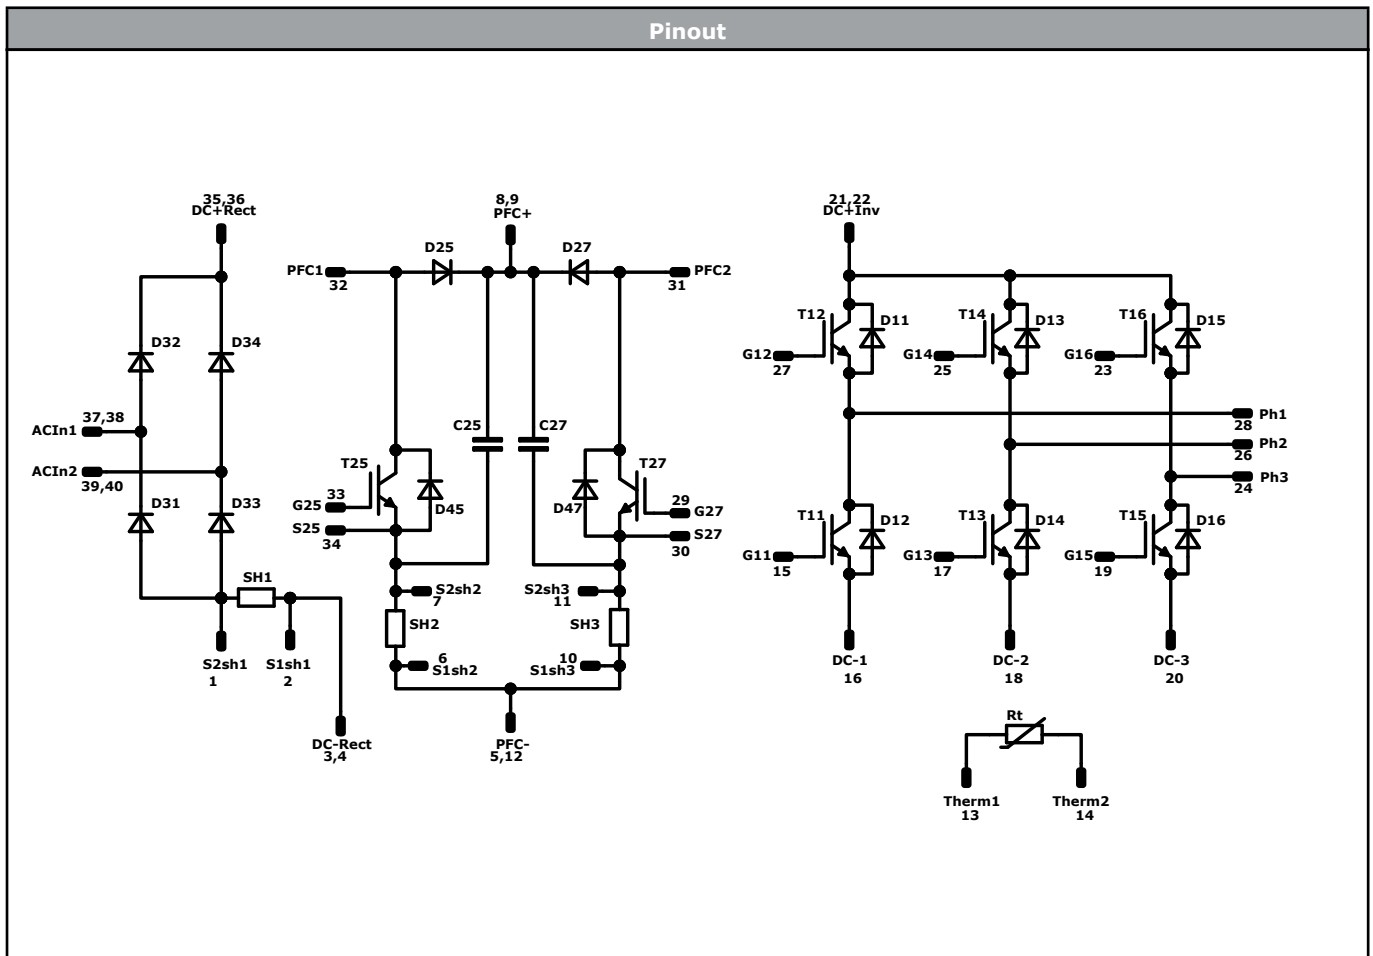 Pinout
35,36
DC+Rect
8,9
PFC+
21,22
DC+Inv
D25
D27
PFC1
32
PFC2
31
T12
D11
T14
D13
T16
D15
D32
D34
G12
27
G14
25
G16
23
37,38
ACIn1
C25
C27
Ph1
28
Ph2
26
ACIn2
39,40
T25
T27
Ph3
24
33
G25
D45
D47
29
G27
D31
D33
S25
34
S27
30
T11
D12
T13
D14
T15
D16
G11
15
G13
17
G15
19
SH1
S2sh2
7
S2sh3
11
SH2
SH3
S2sh1
1
S1sh1
2
6
S1sh2
10
S1sh3
DC-1
16
DC-2
18
DC-3
20
Rt
DC-Rect
3,4
PFC-
5,12
Therm1
13
Therm2
14